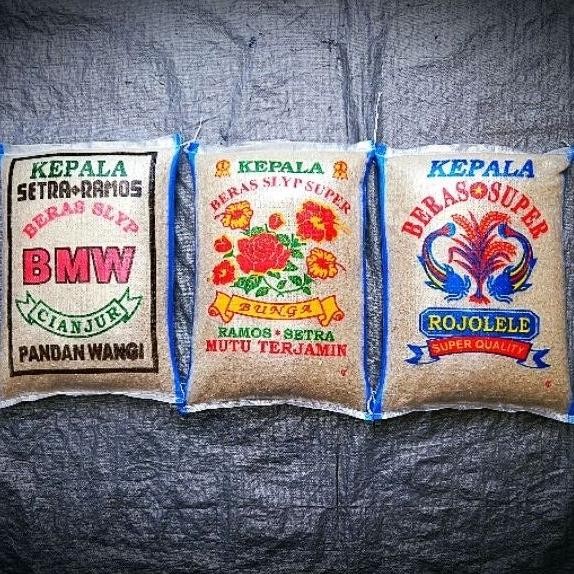 KEPALA
SETRA★RAMOS
BERAS SLYP
BMW
CIANJUR
PANDAN WANGI
KEPALA
BERAS SLYP SUPER
BUNGA
RAMOS★SETRA
MUTU TERJAMIN
KEPALA
BERAS★SUPER
ROJOLELE
SUPER QUALITY